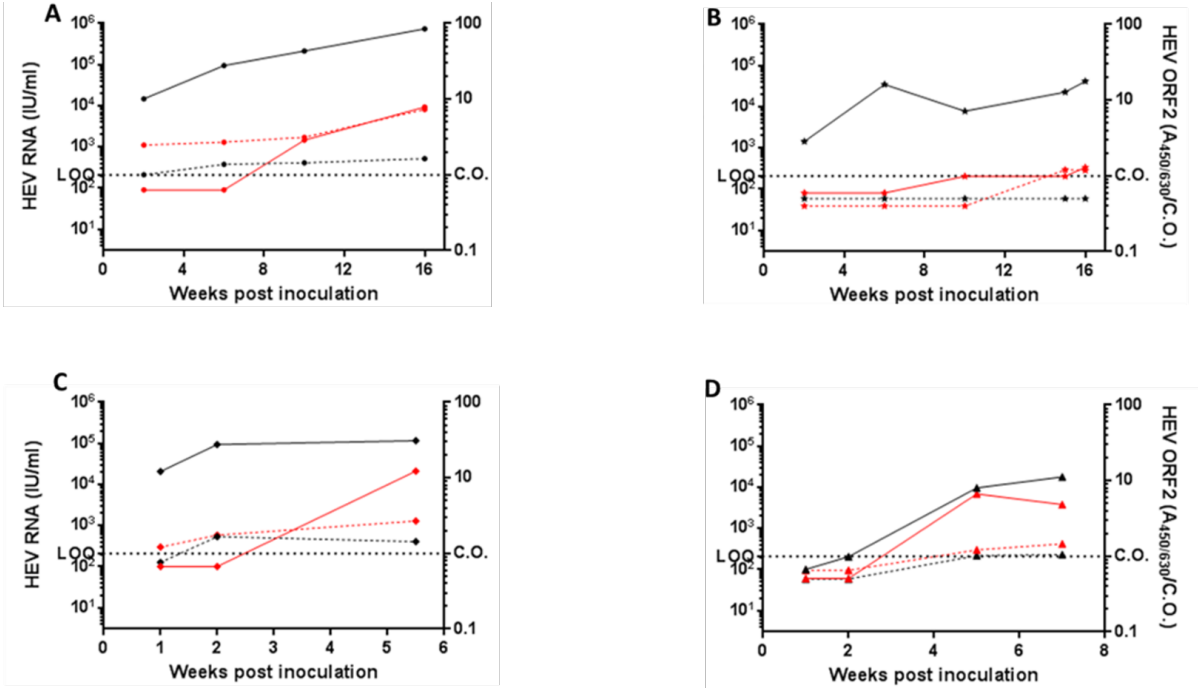 A
HEV RNA (IU/ml)
10⁶
10⁵
10⁴
10³
LOQ
10²
10¹
100
10
C.O.
0.1
0 4 8 12 16
Weeks post inoculation
B
10⁶
10⁵
10⁴
10³
LOQ
10²
10¹
100
10
C.O.
0.1
HEV ORF2 (A450/630/C.O.)
0 4 8 12 16
Weeks post inoculation
C
HEV RNA (IU/ml)
10⁶
10⁵
10⁴
10³
LOQ
10²
10¹
100
10
C.O.
0.1
0 1 2 3 4 5 6
Weeks post inoculation
D
10⁶
10⁵
10⁴
10³
LOQ
10²
10¹
100
10
C.O.
0.1
HEV ORF2 (A450/630/C.O.)
0 2 4 6 8
Weeks post inoculation